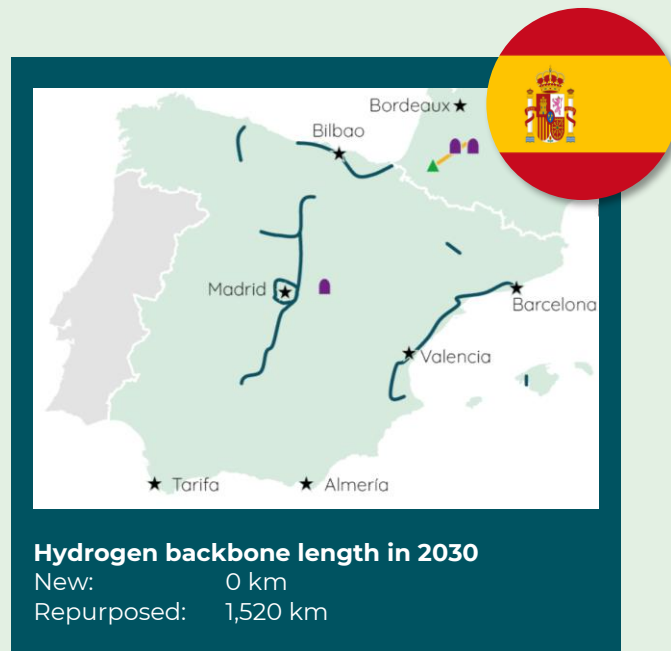 Bordeaux
Bilbao
Madrid
Barcelona
Valencia
Tarifa
Almería
Hydrogen backbone length in 2030
New: 0 km
Repurposed: 1,520 km